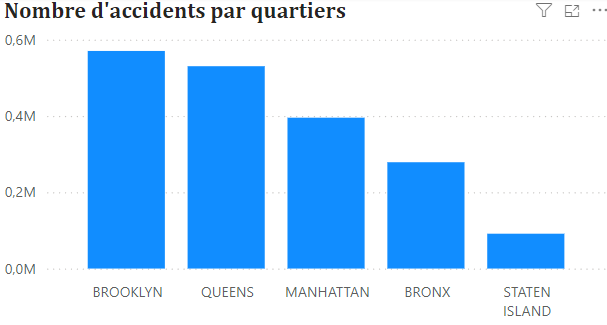 Nombre d'accidents par quartiers
0,6M
0,4M
0,2M
0,0M
BROOKLYN QUEENS MANHATTAN BRONX STATEN
ISLAND